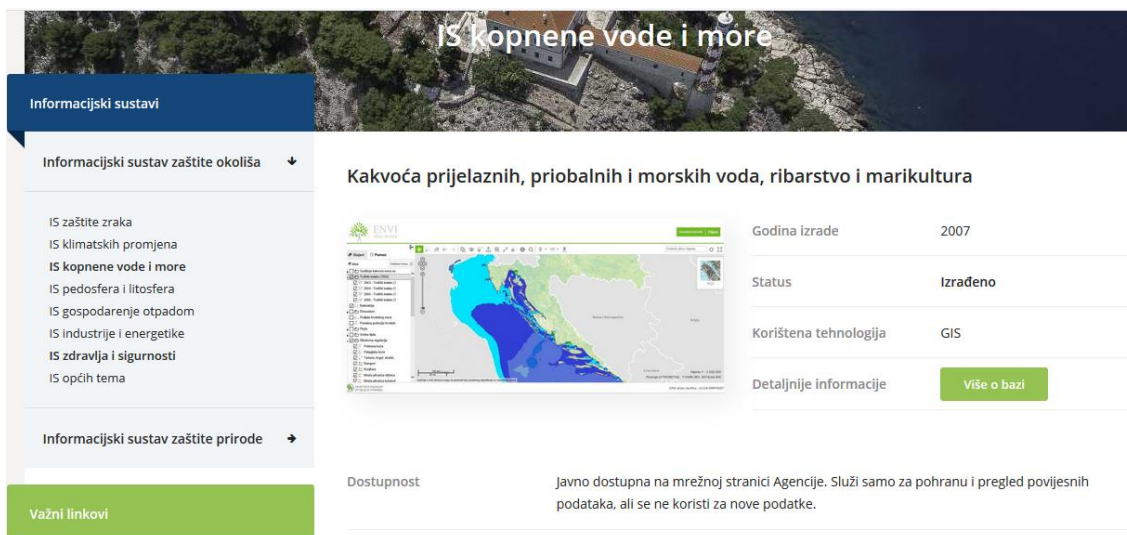 IS kopnene vode i more
Informacijski sustavi
Informacijski sustav zaštite okoliša
IS zaštite zraka
IS klimatskih promjena
IS kopnene vode i more
IS pedosfera i litosfera
IS gospodarenje otpadom
IS industrije i energetike
IS zdravlja i sigurnosti
IS općih tema
Informacijski sustav zaštite prirode
Važni linkovi
Kakvoća prijelaznih, priobalnih i morskih voda, ribarstvo i marikultura
ENVI
Godina izrade 2007
Status Izrađeno
Korištena tehnologija GIS
Detaljnije informacije Više o bazi
Dostupnost Javno dostupna na mrežnoj stranici Agencije. Služi samo za pohranu i pregled povijesnih
podataka, ali se ne koristi za nove podatke.